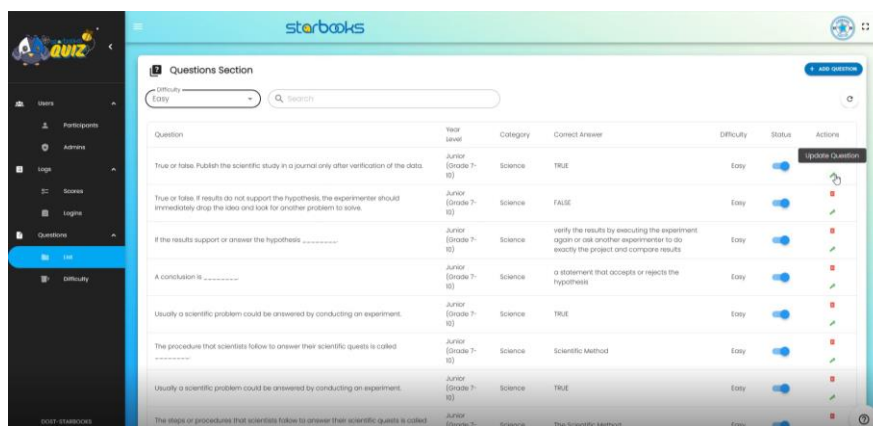 QUIZ
starbooks
Questions Section
+ ADD QUESTION
Difficulty
Easy
Search
Users
Participants
Admins
Logs
Scores
Logins
Questions
List
Difficulty
DOST-STARBOOKS
Question Year Level Category Correct Answer Difficulty Status Actions
Update Question
True or false. Publish the scientific study in a journal only after verification of the data. Junior (Grade 7-10) Science TRUE Easy
True or false. If results do not support the hypothesis, the experimenter should immediately drop the idea and look for another problem to solve. Junior (Grade 7-10) Science FALSE Easy
If the results support or answer the hypothesis ________. Junior (Grade 7-10) Science verify the results by executing the experiment again or ask another experimenter to do exactly the project and compare results Easy
A conclusion is ________ Junior (Grade 7-10) Science a statement that accepts or rejects the hypothesis Easy
Usually a scientific problem could be answered by conducting an experiment. Junior (Grade 7-10) Science TRUE Easy
The procedure that scientists follow to answer their scientific quests is called ________ Junior (Grade 7-10) Science Scientific Method Easy
Usually a scientific problem could be answered by conducting an experiment. Junior (Grade 7-10) Science TRUE Easy
The steps or procedures that scientists follow to answer their scientific quests is called Junior (Grade 7- Science The Scientific Method Easy